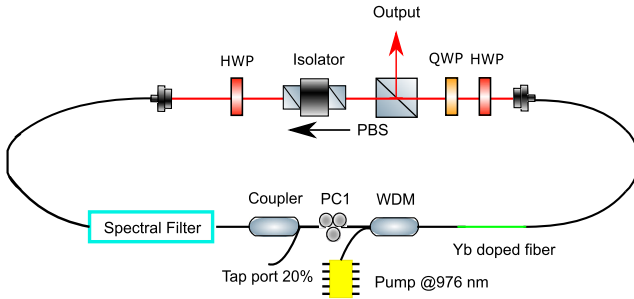 Output
HWP
Isolator
QWP
HWP
PBS
Coupler
PC1
WDM
Spectral Filter
Yb doped fiber
Tap port 20%
Pump @976 nm